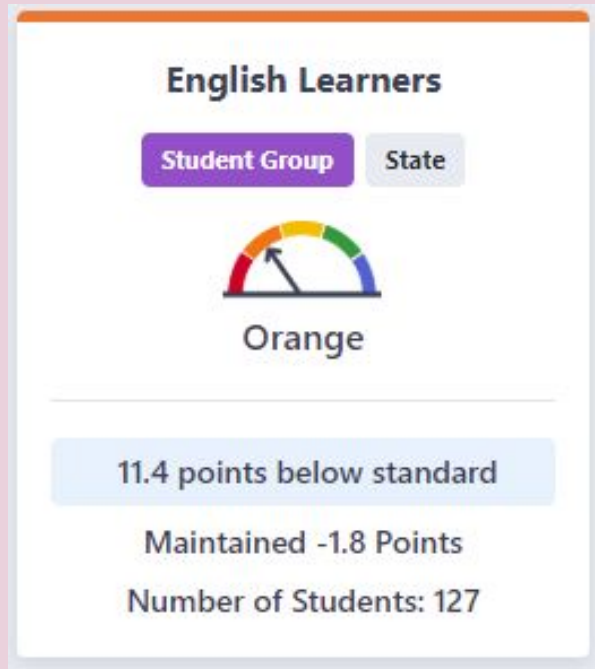 English Learners
Student Group State
Orange
11.4 points below standard
Maintained -1.8 Points
Number of Students: 127